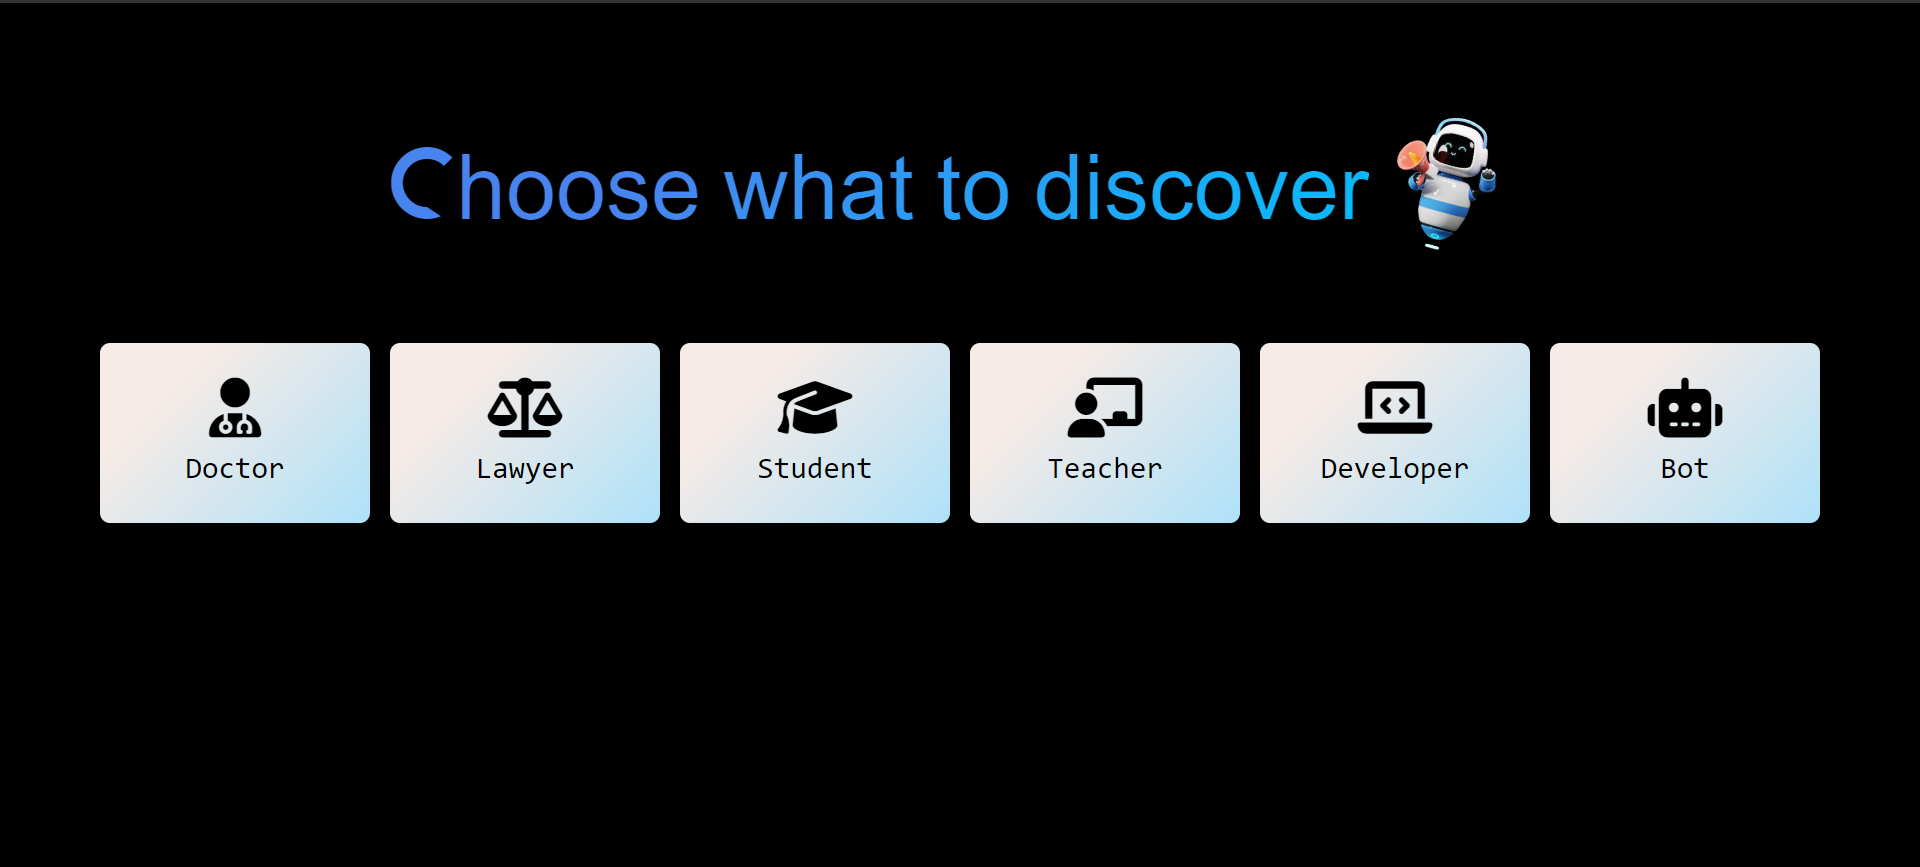 Choose what to discover
Doctor
Lawyer
Student
Teacher
Developer
Bot